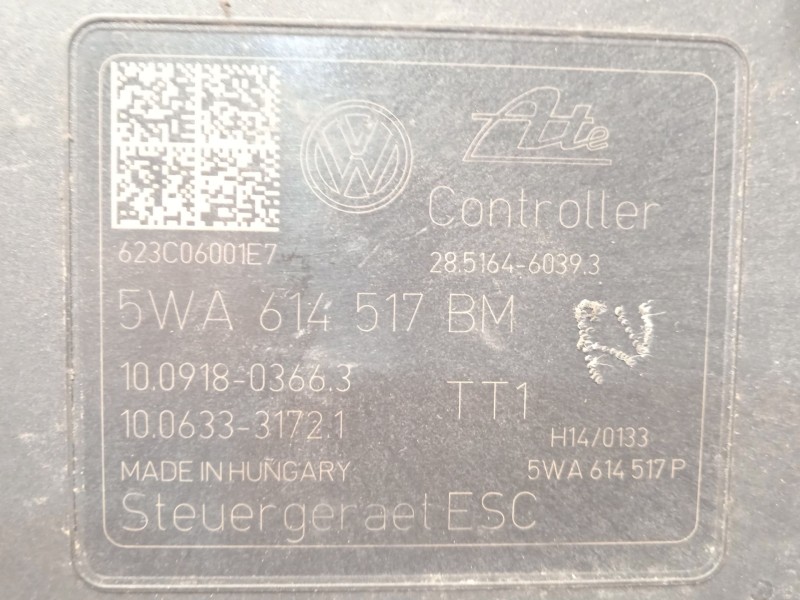 VW Ate
Controller
623C06001E7 28.5164-6039.3
5WA 614 517 BM
10.0918-0366.3
TT1
10.0633-3172.1
H14/0133
MADE IN HUNGARY 5WA 614 517 P
Steuergeraet ESC